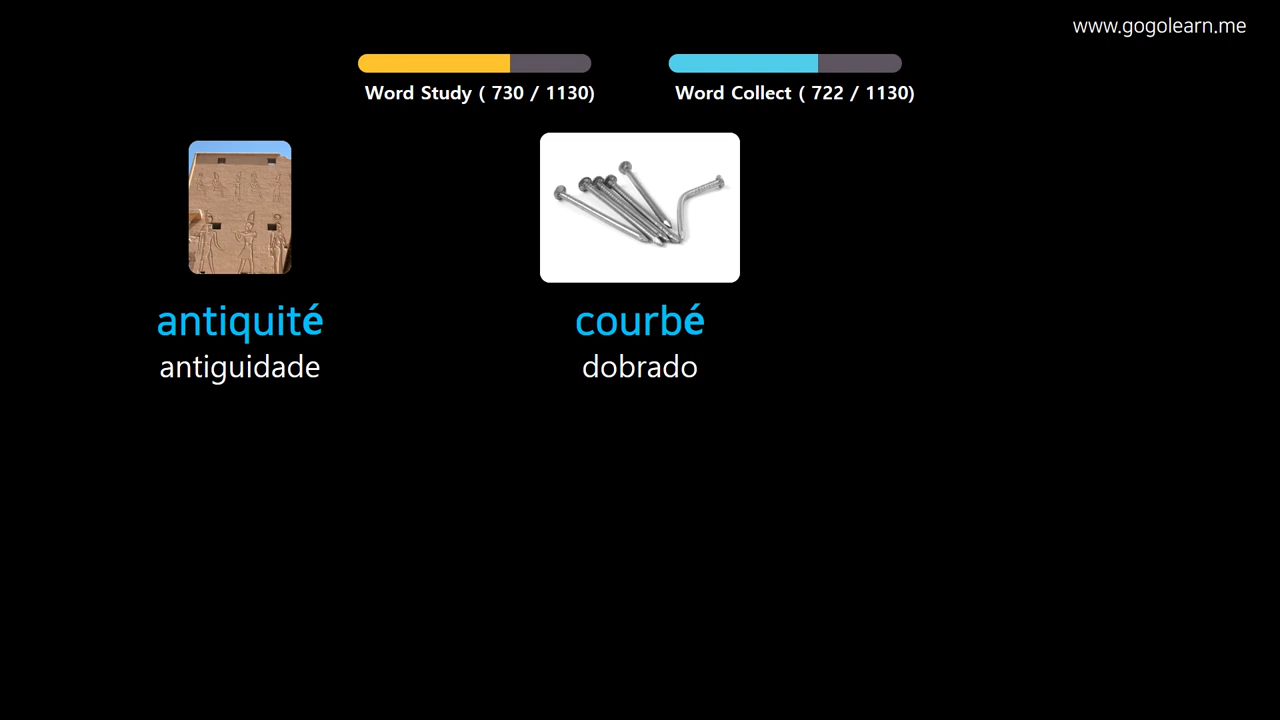 www.gogolearn.me
Word Study ( 730 / 1130)
Word Collect ( 722 / 1130)
antiquité
antiguidade
courbé
dobrado